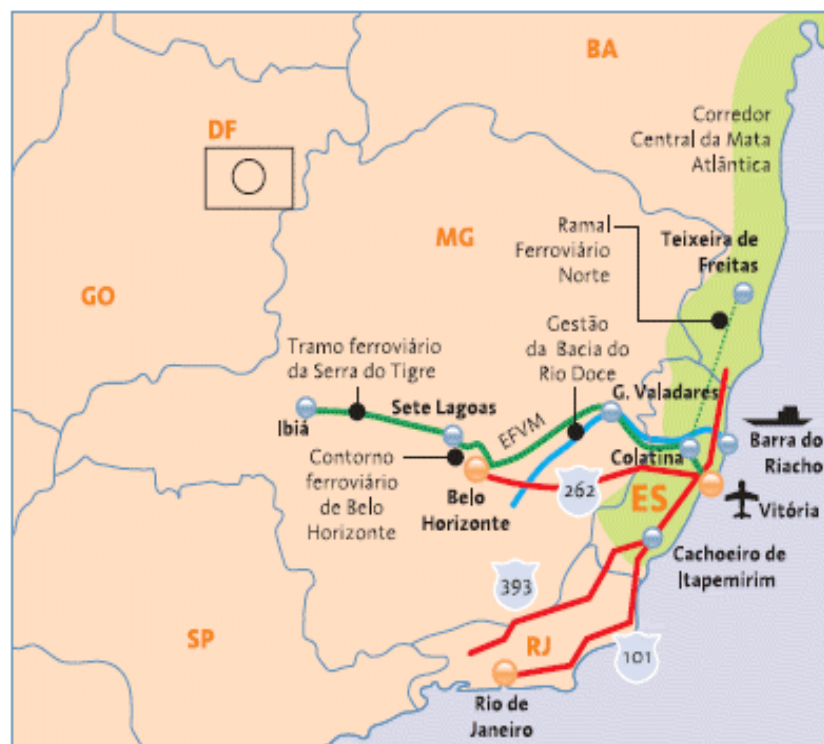 BA
Corredor
Central da Mata
Atlântica
DF
MG
Ramal
Ferroviário
Norte
Teixeira de
Freitas
GO
Gestão
da Bacia do
Rio Doce
Tramo ferroviário
da Serra do Tigre
G. Valadares
Sete Lagoas
Ibiá
EFVM
Barra do
Riacho
Contorno
ferroviário
de Belo
Horizonte
Colatina
Belo
Horizonte
262
ES
Vitória
Cachoeiro de
Itapemirim
393
SP
RJ
101
Rio de
Janeiro